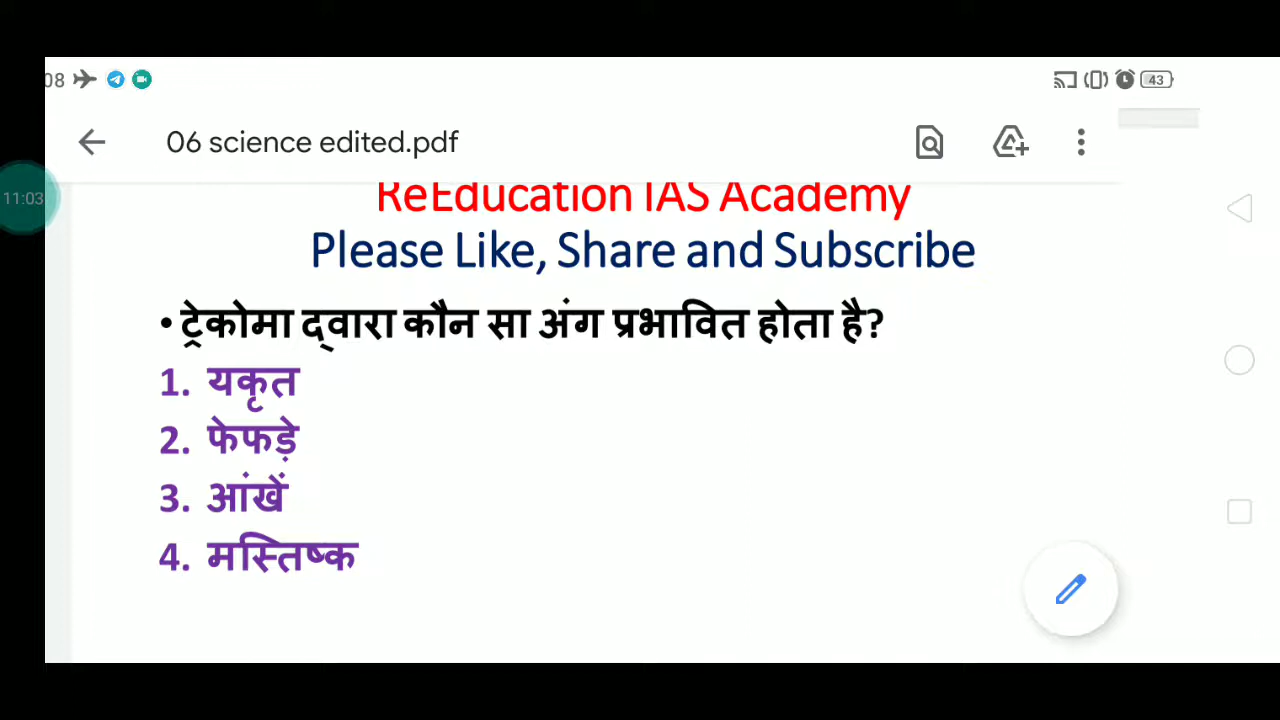 08
43
06 science edited.pdf
11:03
ReEducation IAS Academy
Please Like, Share and Subscribe
• ट्रेकोमा द्वारा कौन सा अंग प्रभावित होता है?
1. यकृत
2. फेफड़े
3. आंखें
4. मस्तिष्क